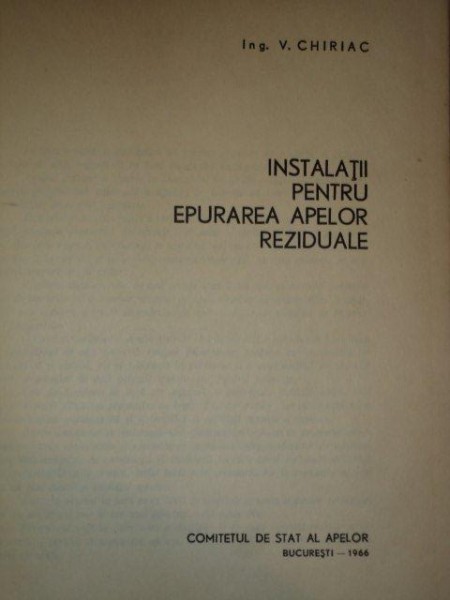 Ing. V. CHIRIAC
INSTALAŢII
PENTRU
EPURAREA APELOR
REZIDUALE
COMITETUL DE STAT AL APELOR
BUCUREŞTI — 1966